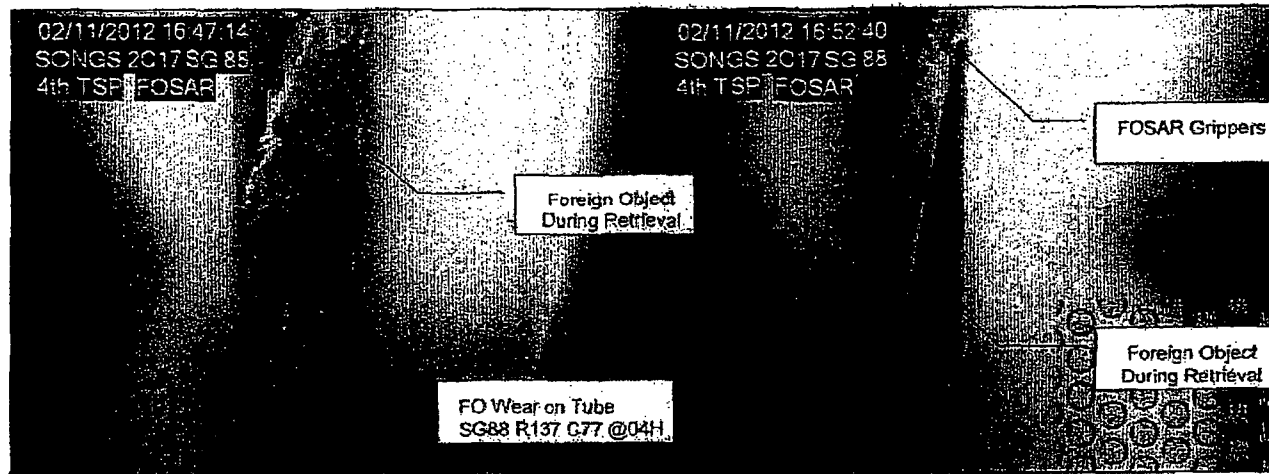 02/11/2012 16:47:14
SONGS 2C17 SG 88
4th TSP FOSAR
Foreign Object
During Retrieval
FO Wear on Tube
SG88 R137 C77 @04H
02/11/2012 16:52:40
SONGS 2C17 SG 88
4th TSP FOSAR
FOSAR Grippers
Foreign Object
During Retrieval